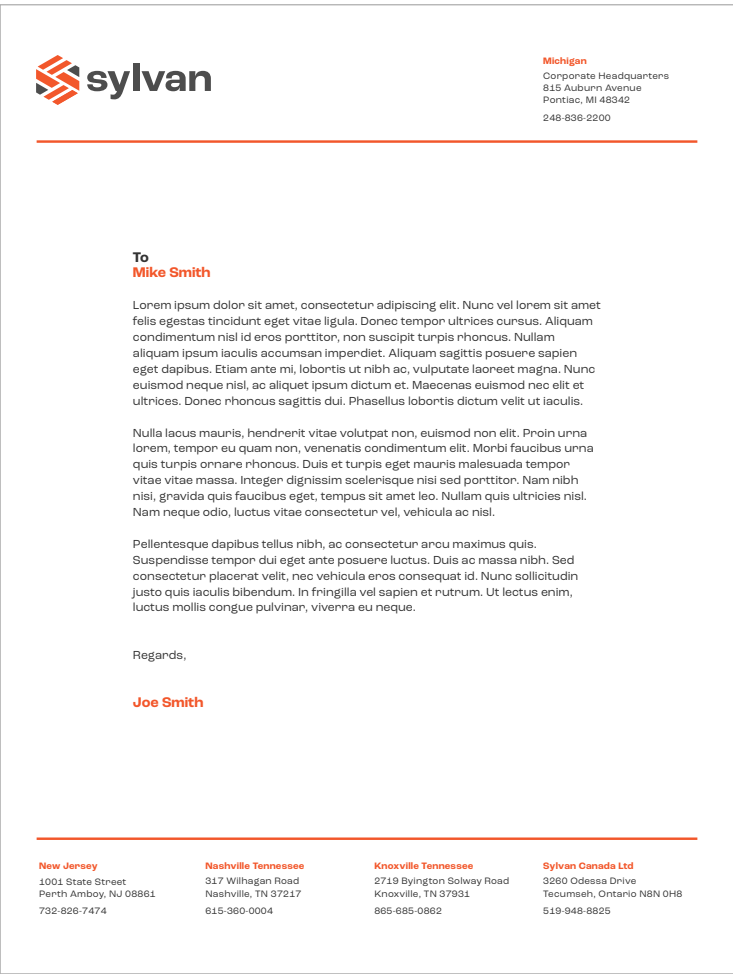 sylvan
Michigan
Corporate Headquarters
815 Auburn Avenue
Pontiac, MI 48342
248-836-2200
To
Mike Smith
Lorem ipsum dolor sit amet, consectetur adipiscing elit. Nunc vel lorem sit amet
felis egestas tincidunt eget vitae ligula. Donec tempor ultrices cursus. Aliquam
condimentum nisl id eros porttitor, non suscipit turpis rhoncus. Nullam
aliquam ipsum iaculis accumsan imperdiet. Aliquam sagittis posuere sapien
eget dapibus. Etiam ante mi, lobortis ut nibh ac, vulputate laoreet magna. Nunc
euismod neque nisl, ac aliquet ipsum dictum et. Maecenas euismod nec elit et
ultrices. Donec rhoncus sagittis dui. Phasellus lobortis dictum velit ut iaculis.
Nulla lacus mauris, hendrerit vitae volutpat non, euismod non elit. Proin urna
lorem, tempor eu quam non, venenatis condimentum elit. Morbi faucibus urna
quis turpis ornare rhoncus. Duis et turpis eget mauris malesuada tempor
vitae vitae massa. Integer dignissim scelerisque nisi sed porttitor. Nam nibh
nisi, gravida quis faucibus eget, tempus sit amet leo. Nullam quis ultricies nisl.
Nam neque odio, luctus vitae consectetur vel, vehicula ac nisl.
Pellentesque dapibus tellus nibh, ac consectetur arcu maximus quis.
Suspendisse tempor dui eget ante posuere luctus. Duis ac massa nibh. Sed
consectetur placerat velit, nec vehicula eros consequat id. Nunc sollicitudin
justo quis iaculis bibendum. In fringilla vel sapien et rutrum. Ut lectus enim,
luctus mollis congue pulvinar, viverra eu neque.
Regards,
Joe Smith
New Jersey
1001 State Street
Perth Amboy, NJ 08861
732-826-7474
Nashville Tennessee
317 Wilhagan Road
Nashville, TN 37217
615-360-0004
Knoxville Tennessee
2719 Byington Solway Road
Knoxville, TN 37931
865-685-0862
Sylvan Canada Ltd
3260 Odessa Drive
Tecumseh, Ontario N8N 0H8
519-948-8825